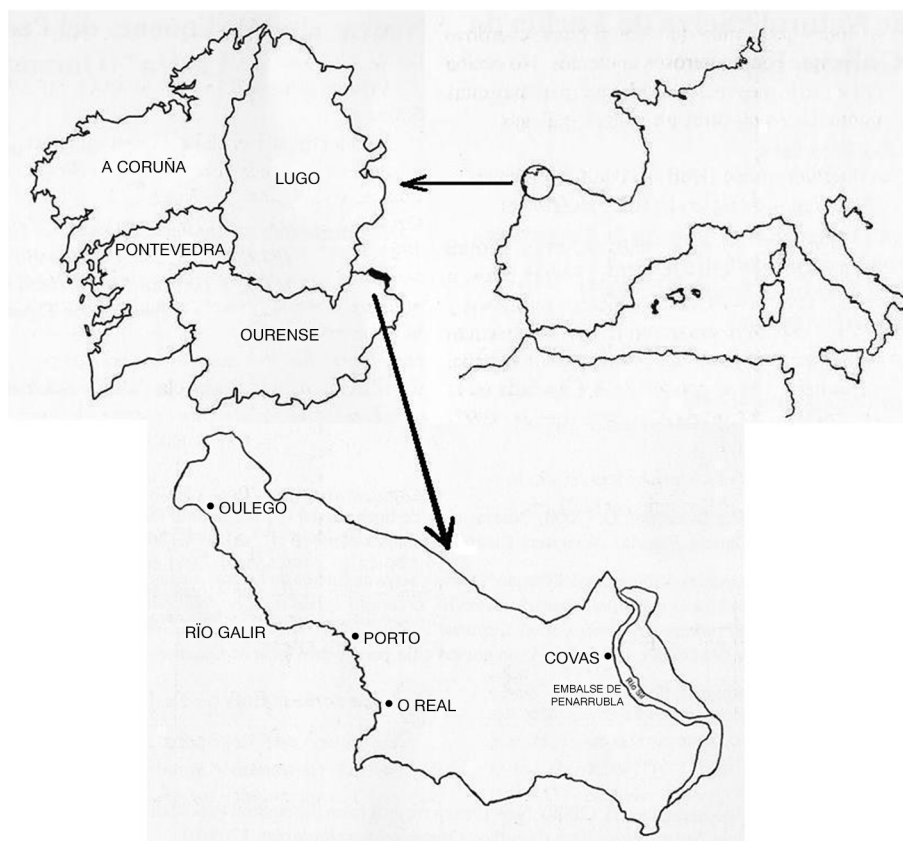 A CORUÑA
LUGO
PONTEVEDRA
OURENSE
OULEGO
RÏO GALIR
PORTO
O REAL
COVAS
EMBALSE DE
PENARRUBLA
Río Sil